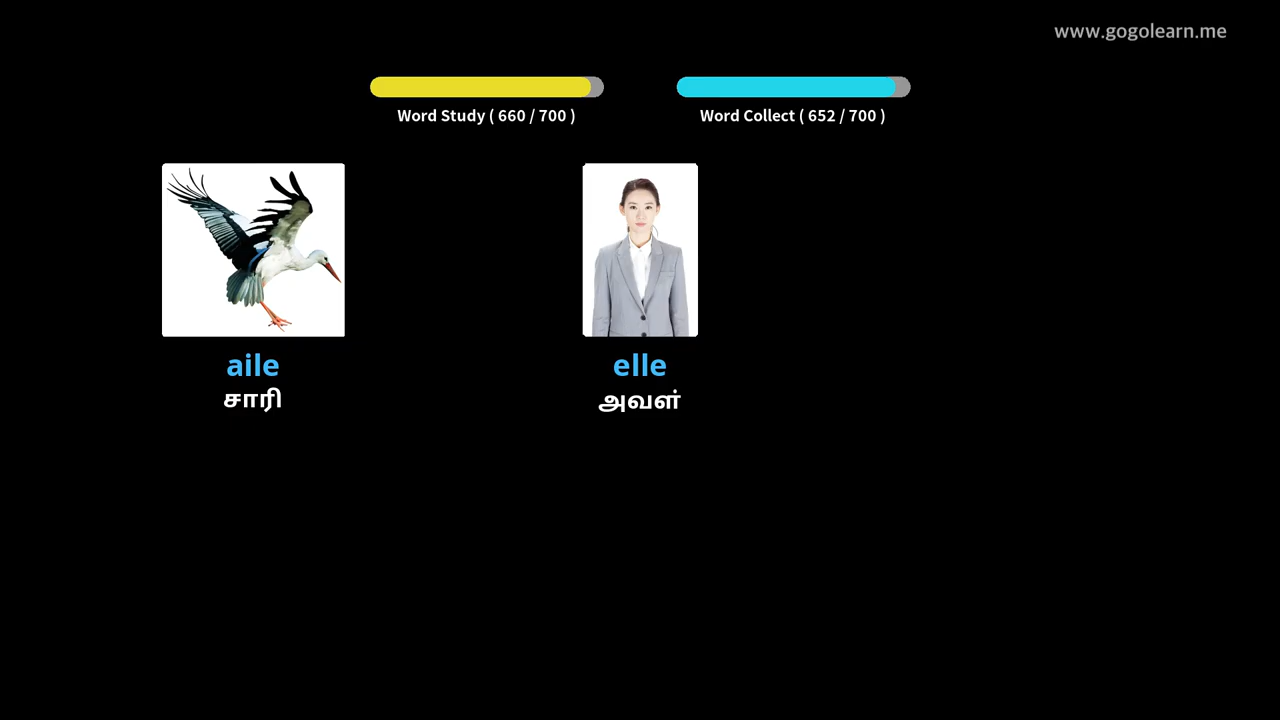 www.gogolearn.me
Word Study ( 660 / 700 )
Word Collect ( 652 / 700 )
aile
சாரி
elle
அவள்